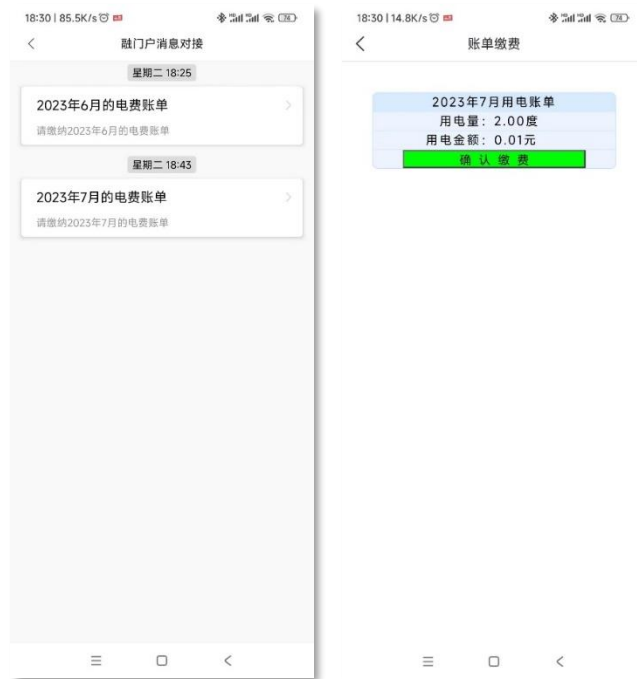 18:30 | 85.5K/s
融门户消息对接
星期二 18:25
2023年6月的电费账单
请缴纳2023年6月的电费账单
星期二 18:43
2023年7月的电费账单
请缴纳2023年7月的电费账单
18:30 | 14.8K/s
账单缴费
2023年7月用电账单
用电量：2.00度
用电金额：0.01元
确认缴费